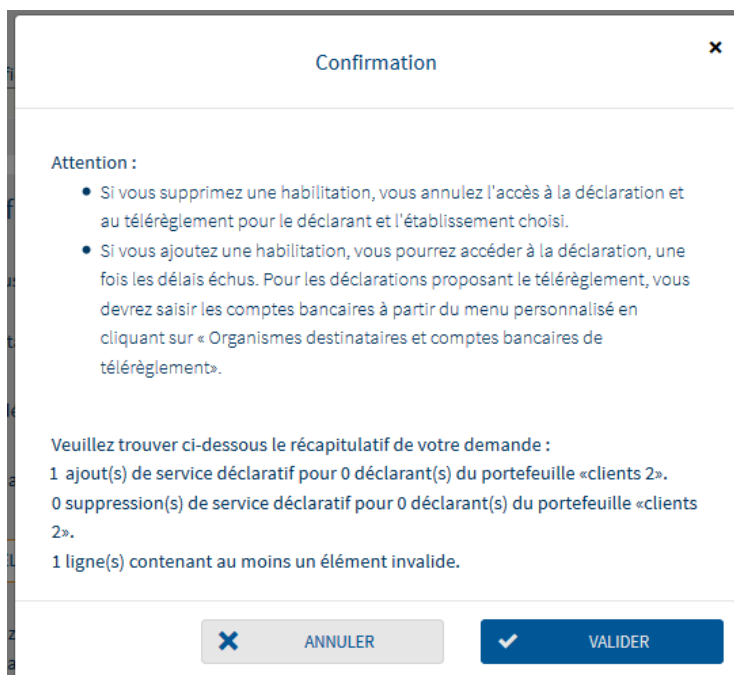 Confirmation
Attention :
Si vous supprimez une habilitation, vous annulez l'accès à la déclaration et
au télérèglement pour le déclarant et l'établissement choisi.
Si vous ajoutez une habilitation, vous pourrez accéder à la déclaration, une
fois les délais échus. Pour les déclarations proposant le télérèglement, vous
devrez saisir les comptes bancaires à partir du menu personnalisé en
cliquant sur « Organismes destinataires et comptes bancaires de
télérèglement».
Veuillez trouver ci-dessous le récapitulatif de votre demande :
1 ajout(s) de service déclaratif pour 0 déclarant(s) du portefeuille «clients 2».
0 suppression(s) de service déclaratif pour 0 déclarant(s) du portefeuille «clients
2».
1 ligne(s) contenant au moins un élément invalide.
ANNULER
VALIDER